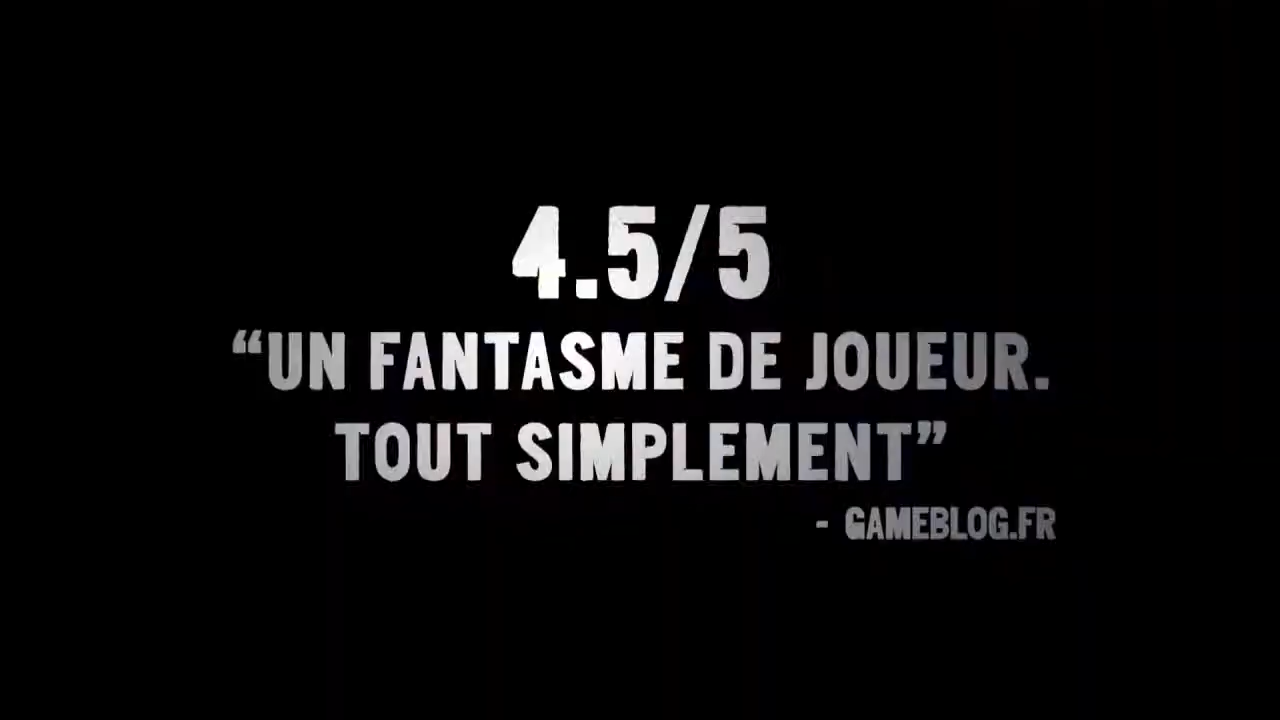 4.5/5
“UN FANTASME DE JOUEUR.
TOUT SIMPLEMENT”
- GAMEBLOG.FR